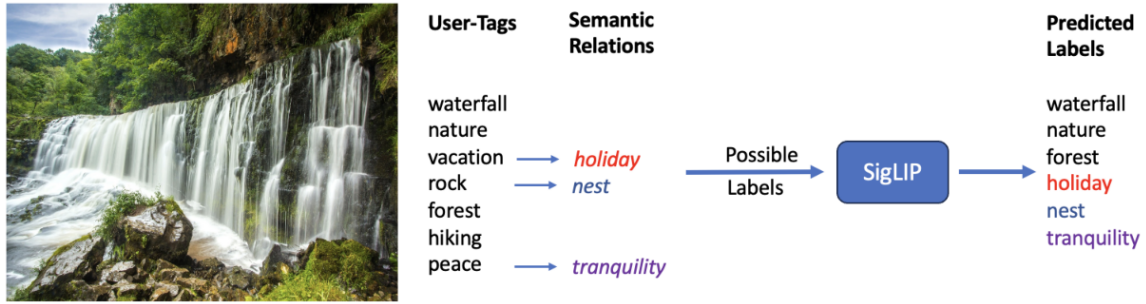 User-Tags
Semantic
Relations
Predicted
Labels
waterfall
nature
vacation
holiday
rock
nest
forest
hiking
peace
tranquility
Possible
Labels
SigLIP
waterfall
nature
forest
holiday
nest
tranquility